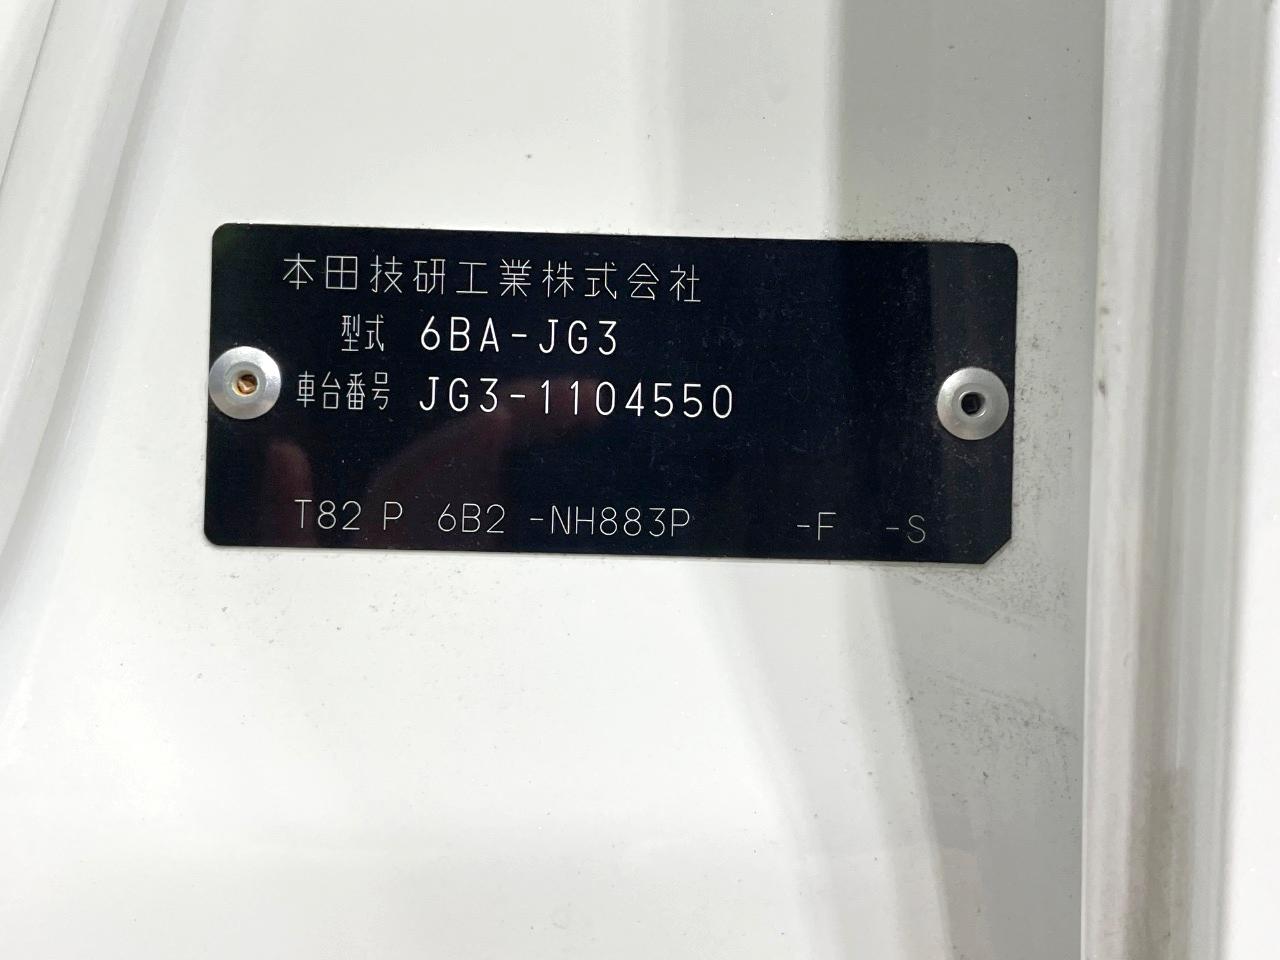 本田技研工業株式会社
型式 6BA-JG3
車台番号 JG3-1104550
T82 P 6B2 -NH883P -F -S